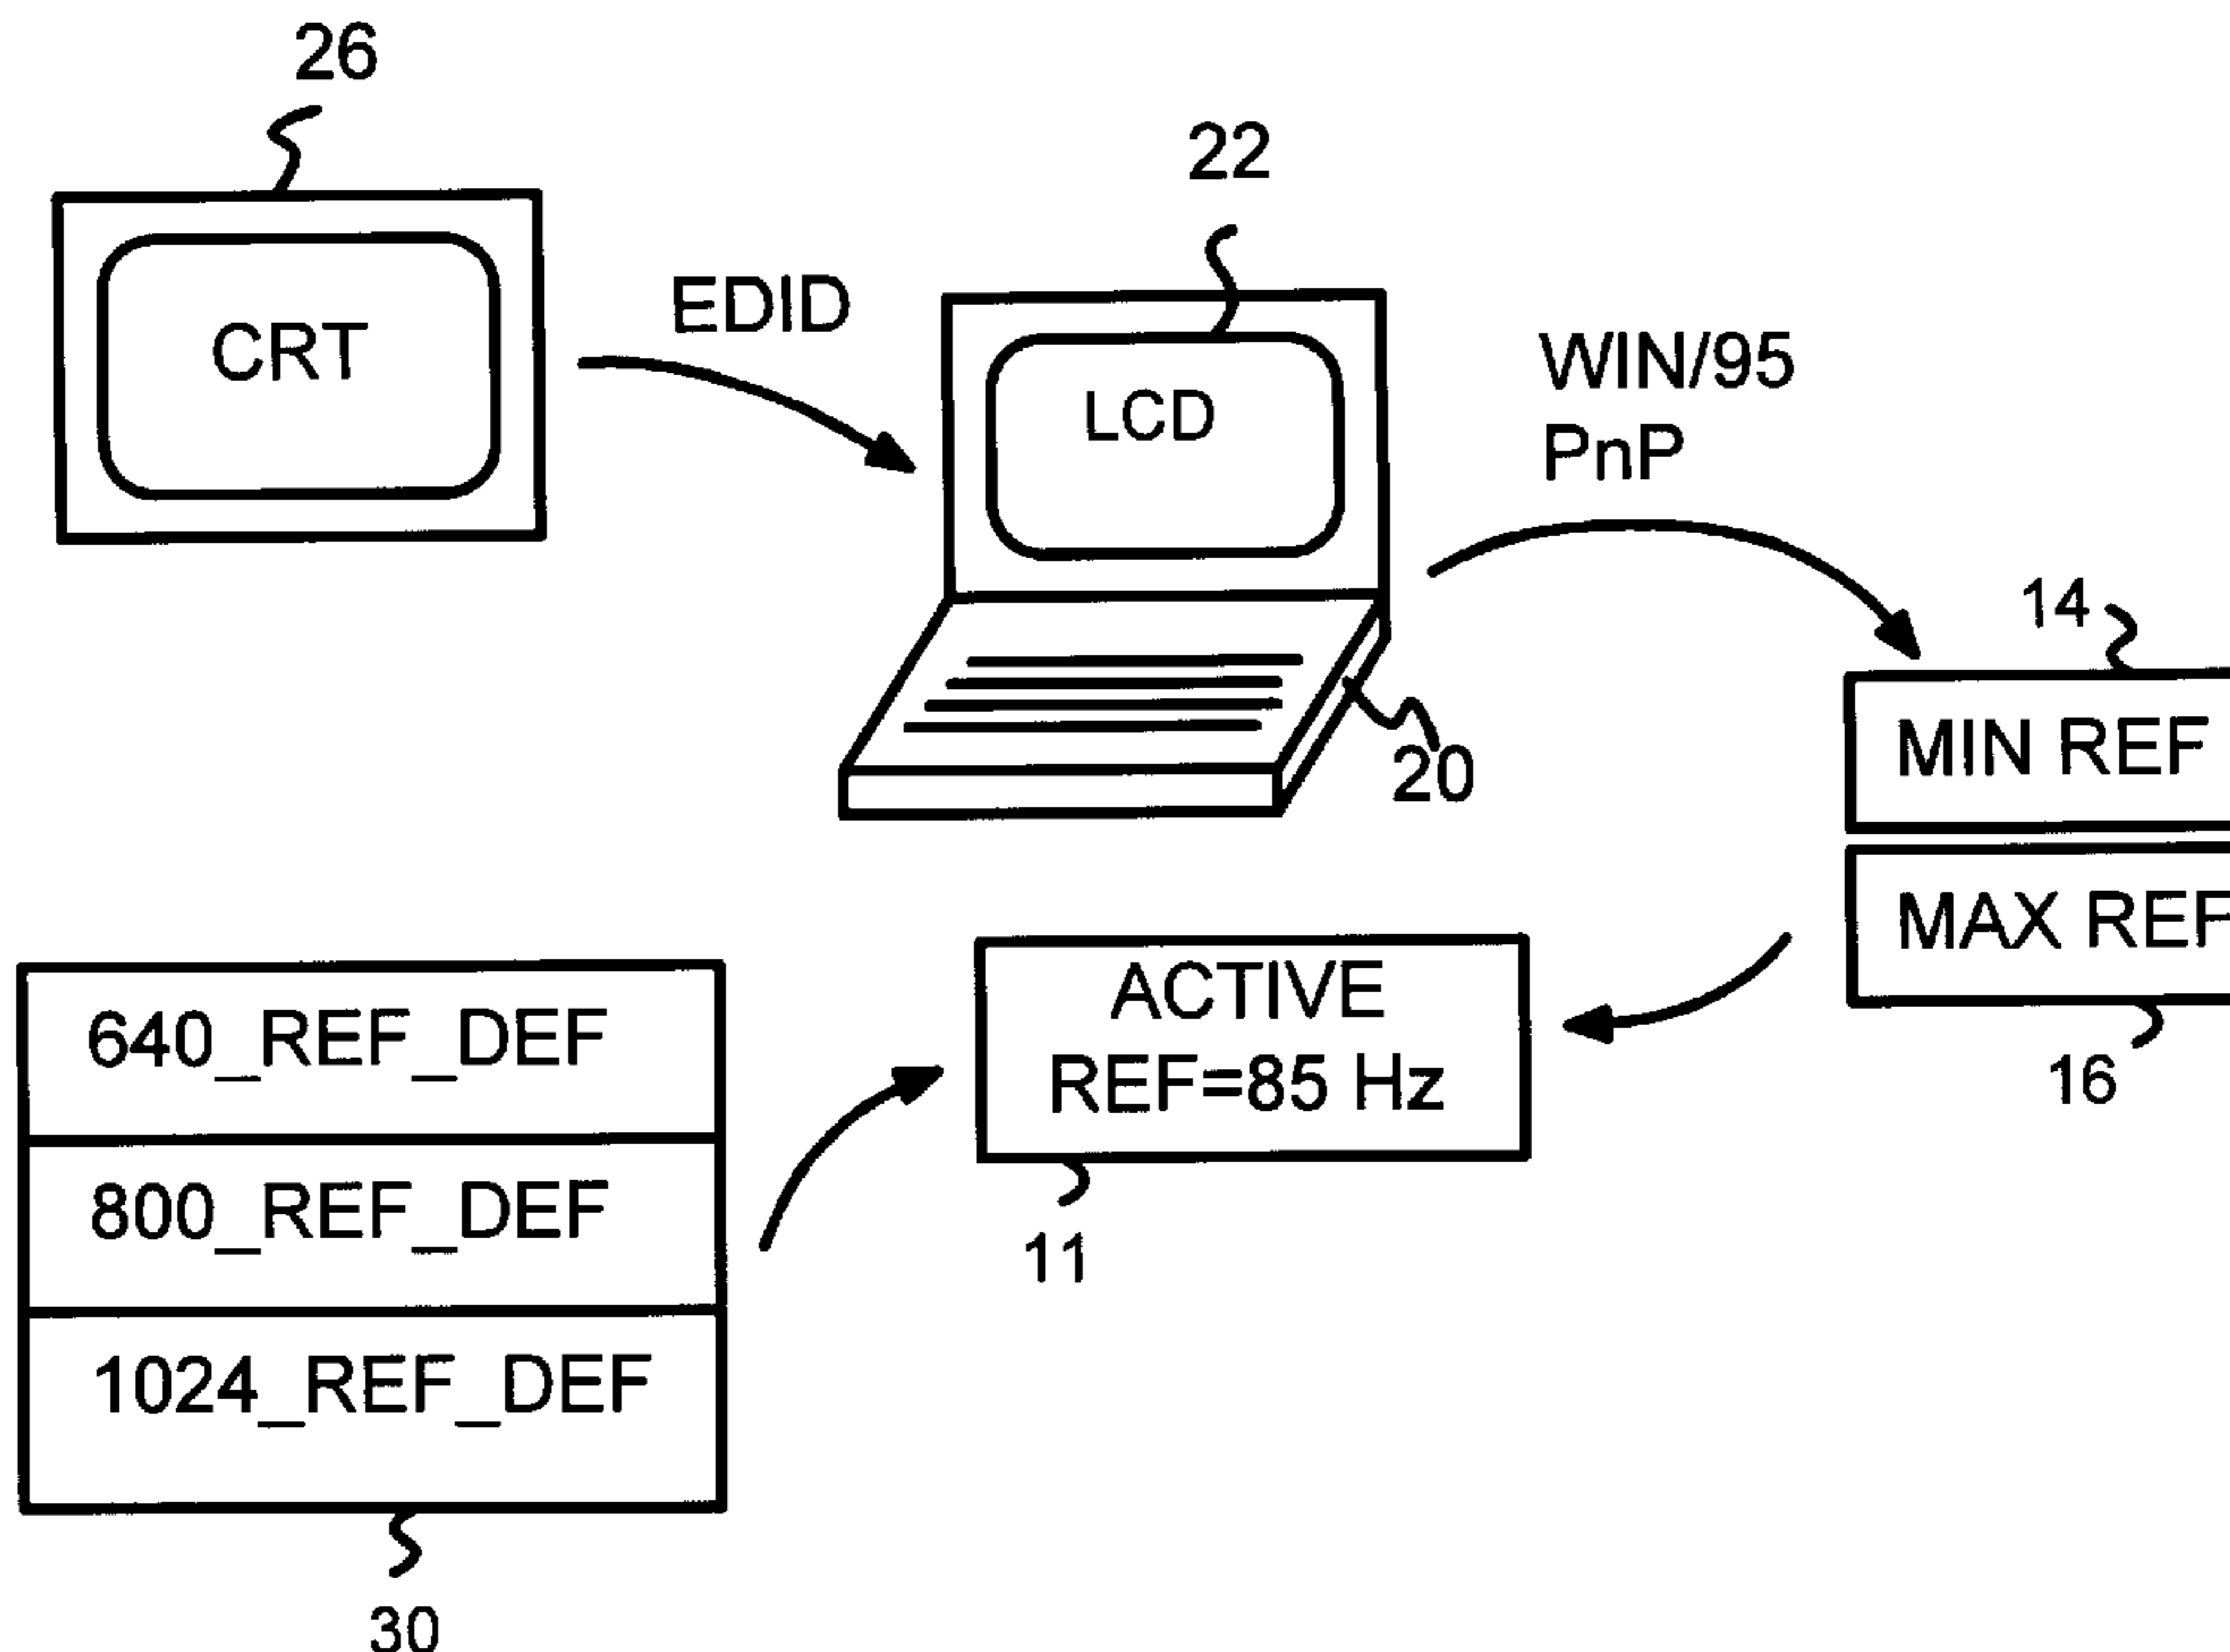 26
22
CRT
EDID
LCD
WIN/95
PnP
14
MIN REF
20
MAX REF
16
ACTIVE
REF=85 Hz
11
640_REF_DEF
800_REF_DEF
1024_REF_DEF
30